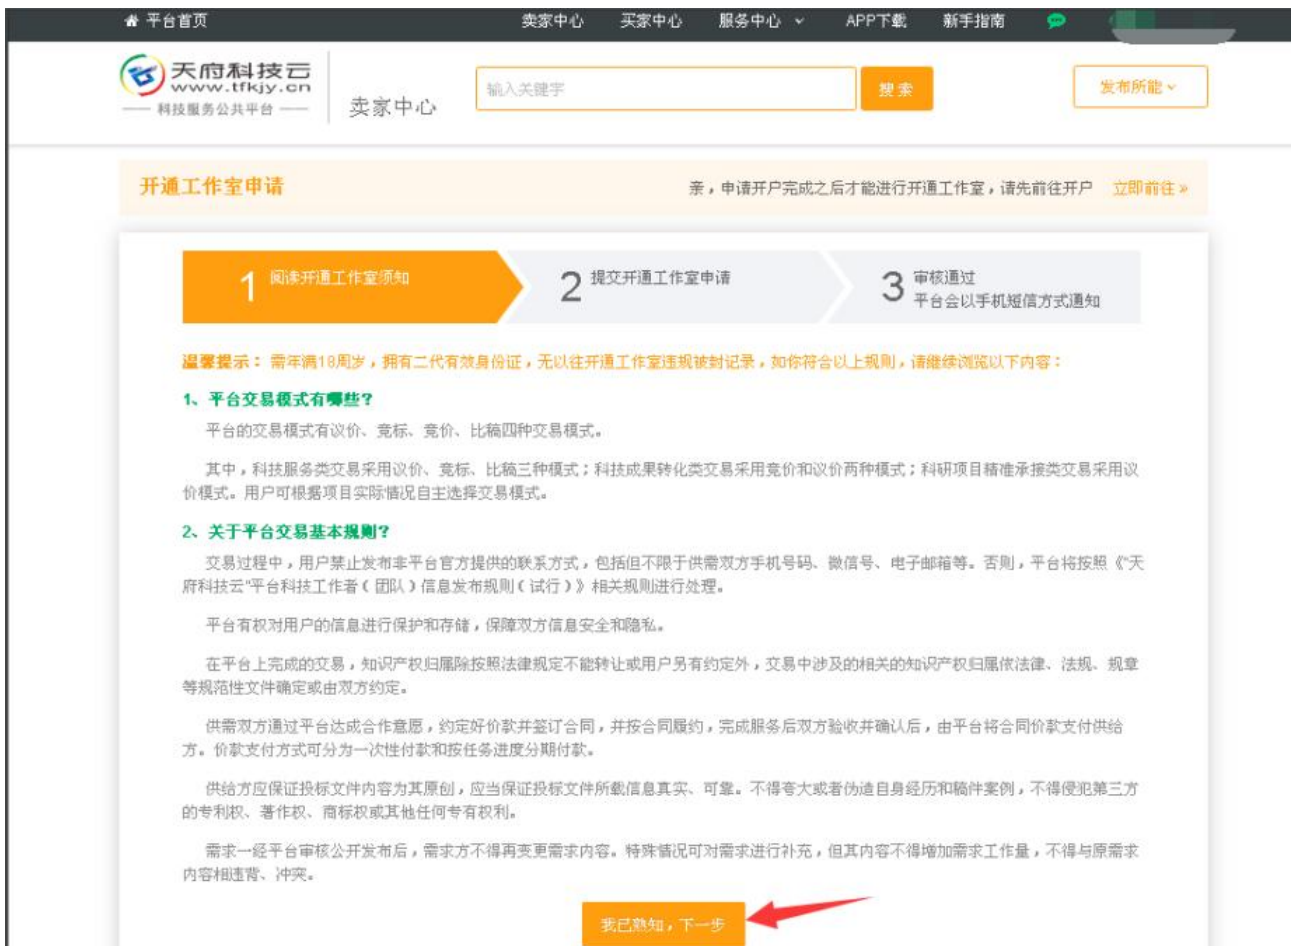 平台首页 卖家中心 买家中心 服务中心 APP下载 新手指南
天府科技云
www.tfkjy.cn
科技服务公共平台
卖家中心
输入关键字
搜索
发布所能
开通工作室申请 亲，申请开户完成之后才能进行开通工作室，请先前往开户 立即前往»
1 阅读开通工作室须知
2 提交开通工作室申请
3 审核通过
平台会以手机短信方式通知
温馨提示：需年满18周岁，拥有二代有效身份证，无以往开通工作室违规被封记录，如你符合以上规则，请继续浏览以下内容：
1、平台交易模式有哪些？
平台的交易模式有议价、竞标、竞价、比稿四种交易模式。
其中，科技服务类交易采用议价、竞标、比稿三种模式；科技成果转化类交易采用竞价和议价两种模式；科研项目精准承接类交易采用议
价模式。用户可根据项目实际情况自主选择交易模式。
2、关于平台交易基本规则？
交易过程中，用户禁止发布非平台官方提供的联系方式，包括但不限于供需双方手机号码、微信号、电子邮箱等。否则，平台将按照《“天
府科技云”平台科技工作者（团队）信息发布规则（试行）》相关规则进行处理。
平台有权对用户的信息进行保护和存储，保障双方信息安全和隐私。
在平台上完成的交易，知识产权归属除按照法律规定不能转让或用户另有约定外，交易中涉及的相关的知识产权归属依法律、法规、规章
等规范性文件确定或由双方约定。
供需双方通过平台达成合作意愿，约定好价款并签订合同，并按合同履约，完成服务后双方验收并确认后，由平台将合同价款支付供给
方。价款支付方式可分为一次性付款和按任务进度分期付款。
供给方应保证投标文件内容为其原创，应当保证投标文件所载信息真实、可靠。不得夸大或者伪造自身经历和稿件案例，不得侵犯第三方
的专利权、著作权、商标权或其他任何专有权利。
需求一经平台审核公开发布后，需求方不得再变更需求内容。特殊情况可对需求进行补充，但其内容不得增加需求工作量，不得与原需求
内容相违背、冲突。
我已熟知，下一步